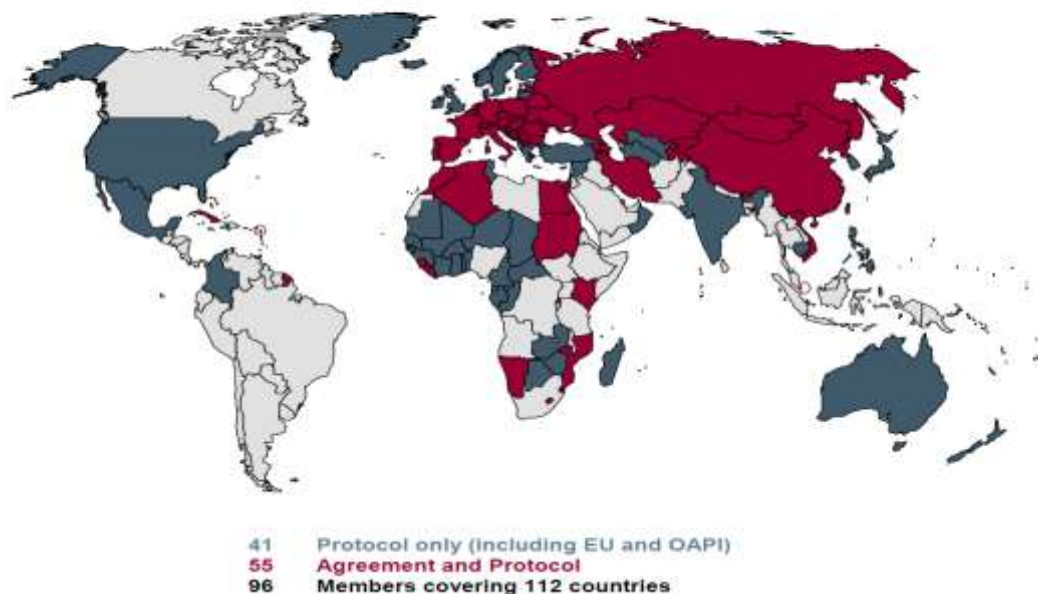 41 Protocol only (including EU and OAPI)
55 Agreement and Protocol
96 Members covering 112 countries